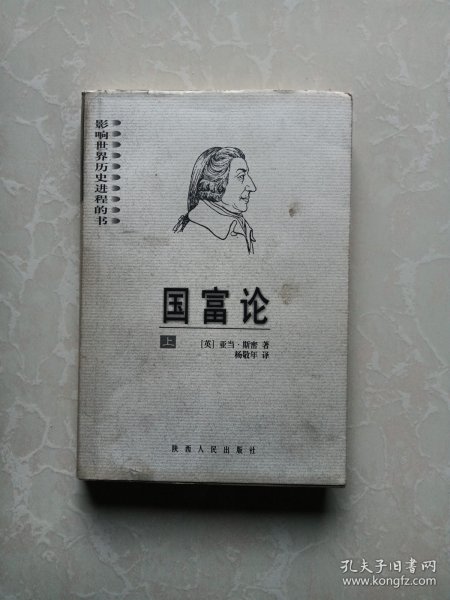 影响世界历史进程的书
国富论
上
[英] 亚当·斯密 著
杨敬年 译
陕西人民出版社
孔夫子旧书网
www.kongfz.com